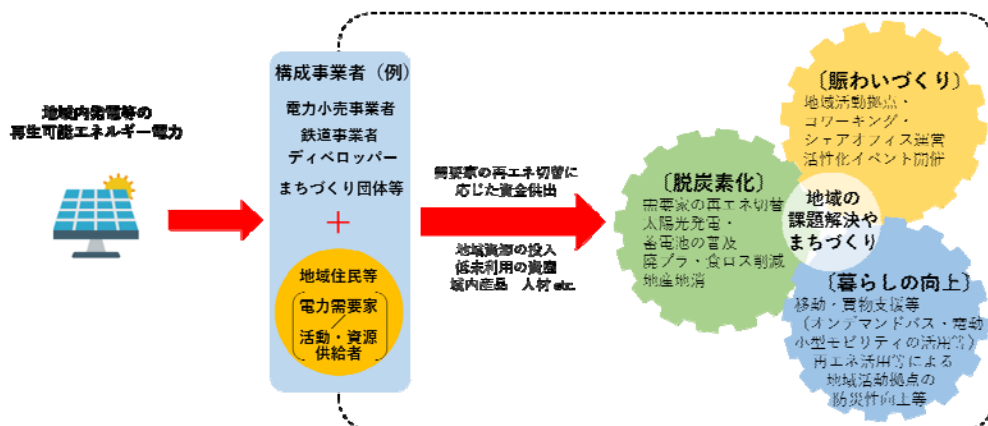 地域内発電等の
再生可能エネルギー電力
構成事業者（例）
電力小売事業者
鉄道事業者
ディベロッパー
まちづくり団体等
＋
地域住民等
電力需要家
／
活動・資源
供給者
需要家の再エネ切替に
応じた資金供出
地域資源の投入
低未利用の資産
域内産品　人材 etc.
〔脱炭素化〕
需要家の再エネ切替
太陽光発電・
蓄電池の普及
廃プラ・食ロス削減
地産地消
〔賑わいづくり〕
地域活動拠点・
コワーキング・
シェアオフィス運営
活性化イベント開催
地域の
課題解決や
まちづくり
〔暮らしの向上〕
移動・買物支援等
（オンデマンドバス・電動
小型モビリティの活用等）
再エネ活用等による
地域活動拠点の
防災性向上等